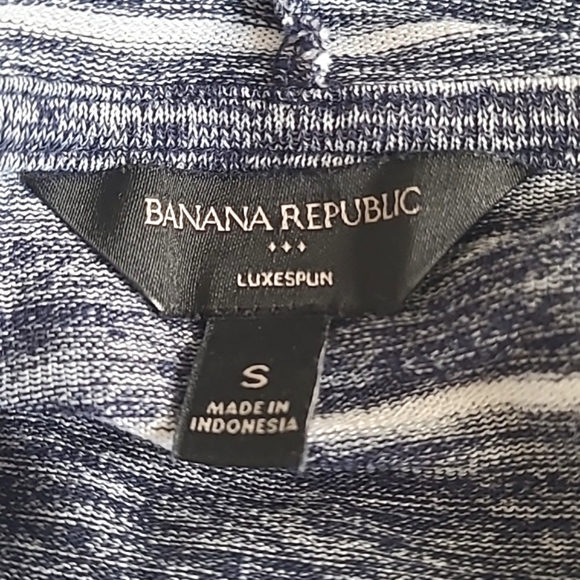 BANANA REPUBLIC
LUXESPUN
S
MADE IN
INDONESIA